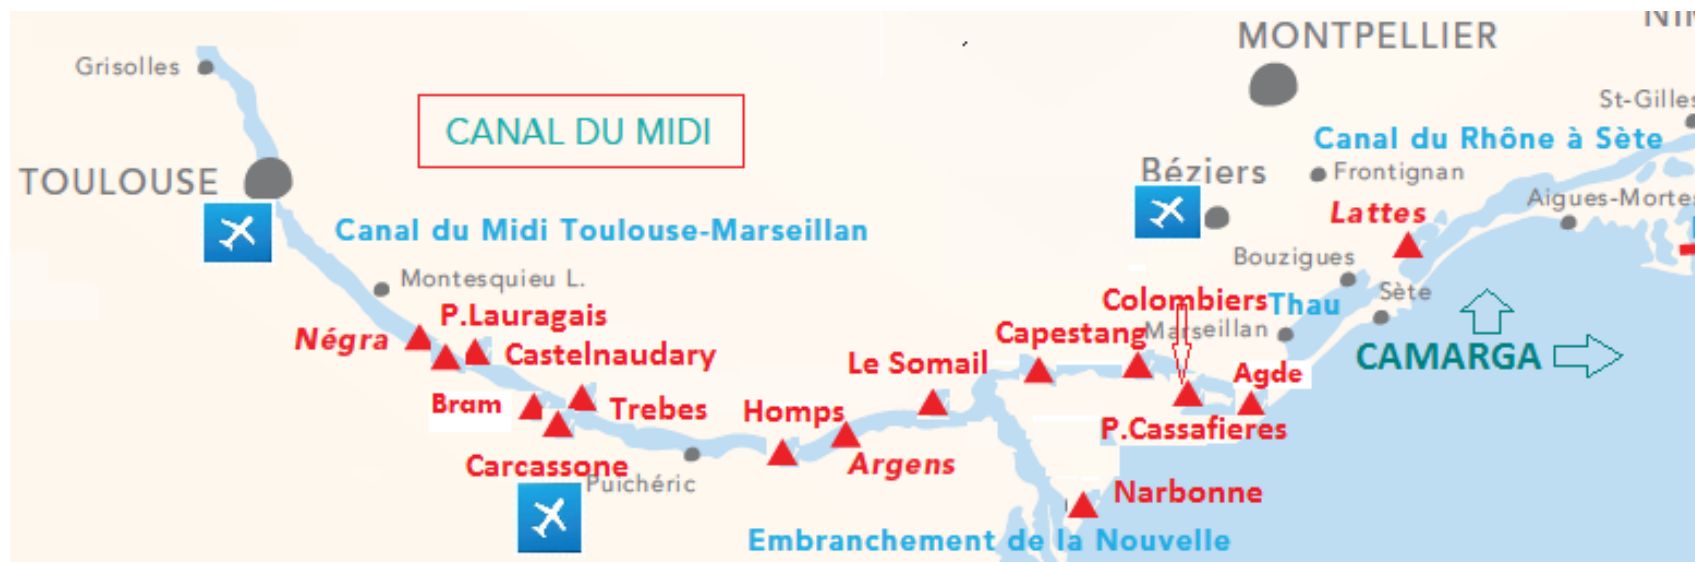 NIM
MONTPELLIER
Grisolles
St-Gilles
CANAL DU MIDI
Canal du Rhône à Sète
Béziers
Frontignan
TOULOUSE
Aigues-Mortes
Lattes
Canal du Midi Toulouse-Marseillan
Bouzigues
Montesquieu L.
Sète
Colombiers
Thau
P.Lauragais
Marseillan
Négra
Capestang
Castelnaudary
CAMARGA
Le Somail
Agde
Bram
Trebes
Homps
P.Cassafieres
Carcassone
Argens
Puichéric
Narbonne
Embranchement de la Nouvelle